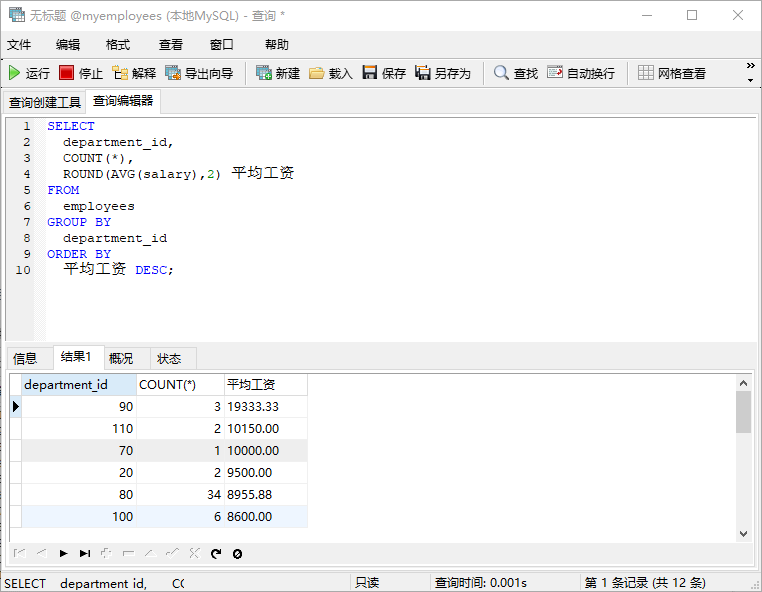 无标题 @myemployees (本地MySQL) - 查询 *
文件 编辑 格式 查看 窗口 帮助
运行 停止 解释 导出向导 新建 载入 保存 另存为 查找 自动换行 网格查看 »
查询创建工具 查询编辑器
1 SELECT
2 department_id,
3 COUNT(*),
4 ROUND(AVG(salary),2) 平均工资
5 FROM
6 employees
7 GROUP BY
8 department_id
9 ORDER BY
10 平均工资 DESC;
信息 结果1 概况 状态
department_id COUNT(*) 平均工资
90 3 19333.33
110 2 10150.00
70 1 10000.00
20 2 9500.00
80 34 8955.88
100 6 8600.00
SELECT department_id, CO 只读 查询时间: 0.001s 第 1 条记录 (共 12 条)